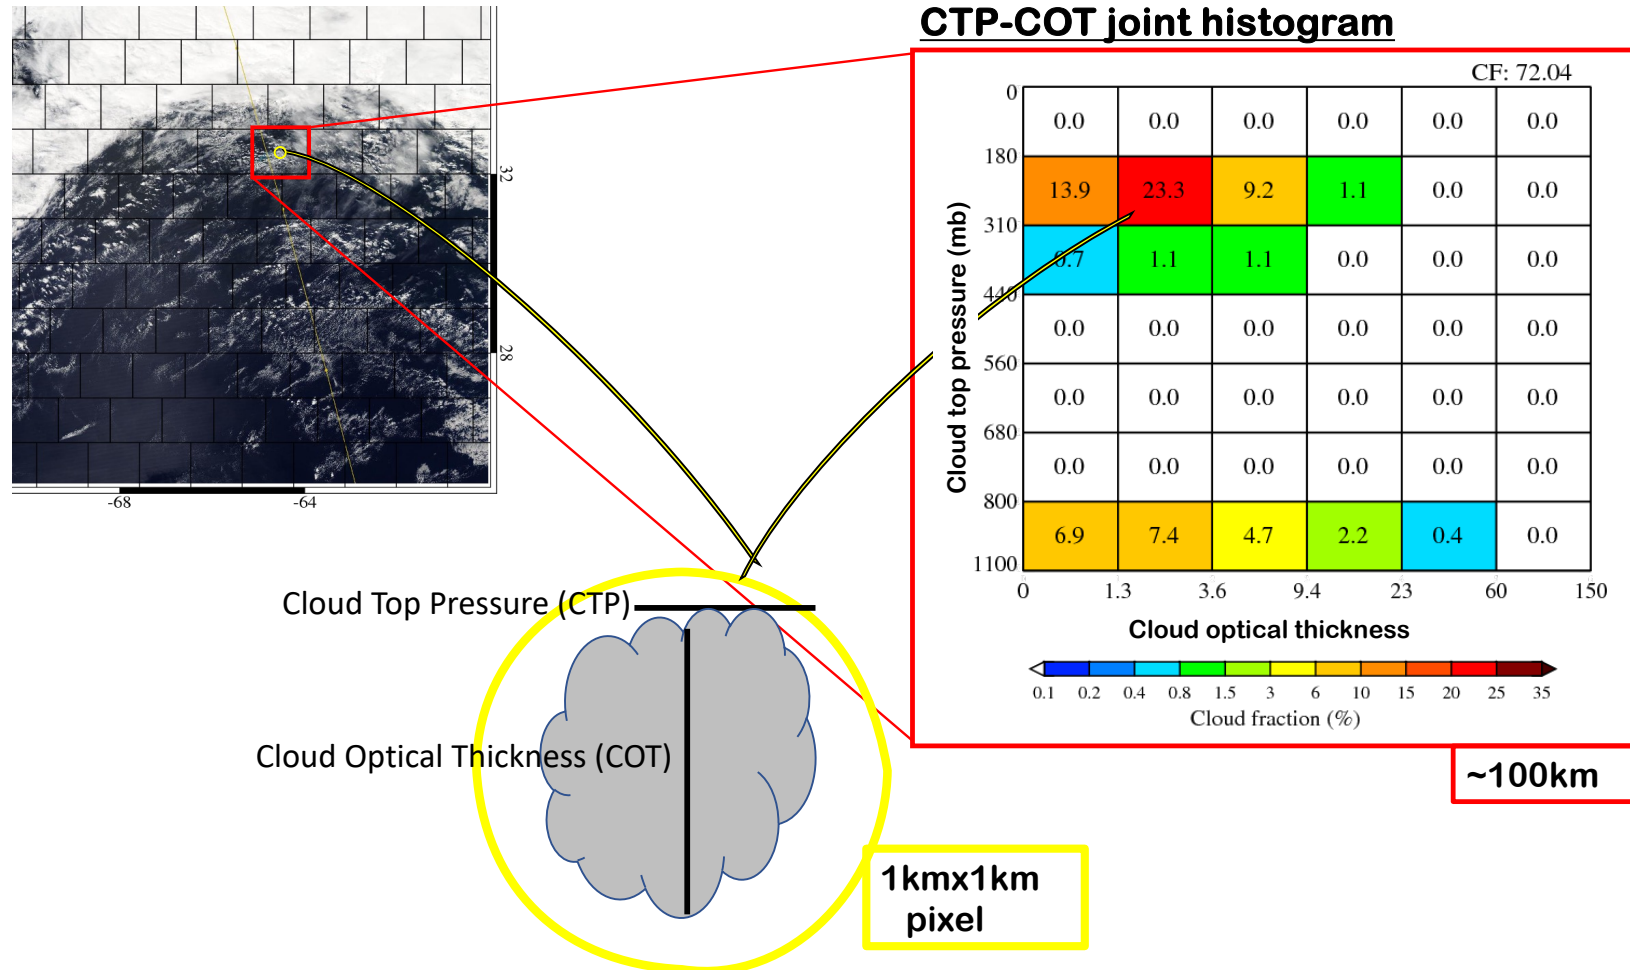 CTP-COT joint histogram
CF: 72.04
0
0.0 0.0 0.0 0.0 0.0 0.0
180
13.9 23.3 9.2 1.1 0.0 0.0
310
0.7 1.1 1.1 0.0 0.0 0.0
440
0.0 0.0 0.0 0.0 0.0 0.0
560
0.0 0.0 0.0 0.0 0.0 0.0
680
0.0 0.0 0.0 0.0 0.0 0.0
800
6.9 7.4 4.7 2.2 0.4 0.0
1100
0 1.3 3.6 9.4 23 60 150
Cloud top pressure (mb)
Cloud optical thickness
0.1 0.2 0.4 0.8 1.5 3 6 10 15 20 25 35
Cloud fraction (%)
~100km
32
28
-68 -64
Cloud Top Pressure (CTP)
Cloud Optical Thickness (COT)
1kmx1km
pixel